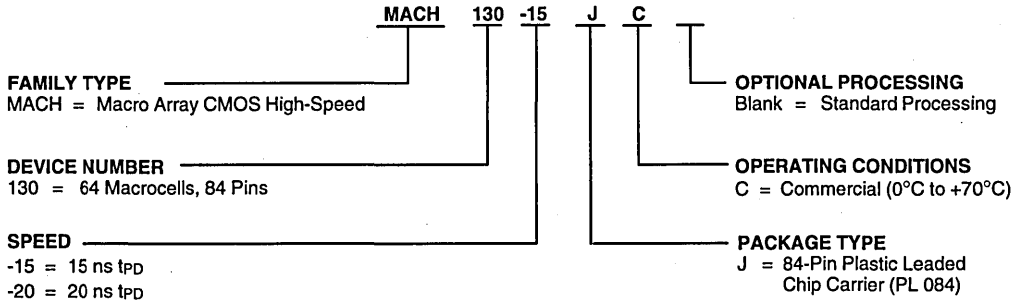 MACH 130 -15 J C
FAMILY TYPE
MACH = Macro Array CMOS High-Speed
DEVICE NUMBER
130 = 64 Macrocells, 84 Pins
SPEED
-15 = 15 ns tPD
-20 = 20 ns tPD
OPTIONAL PROCESSING
Blank = Standard Processing
OPERATING CONDITIONS
C = Commercial (0°C to +70°C)
PACKAGE TYPE
J = 84-Pin Plastic Leaded
Chip Carrier (PL 084)